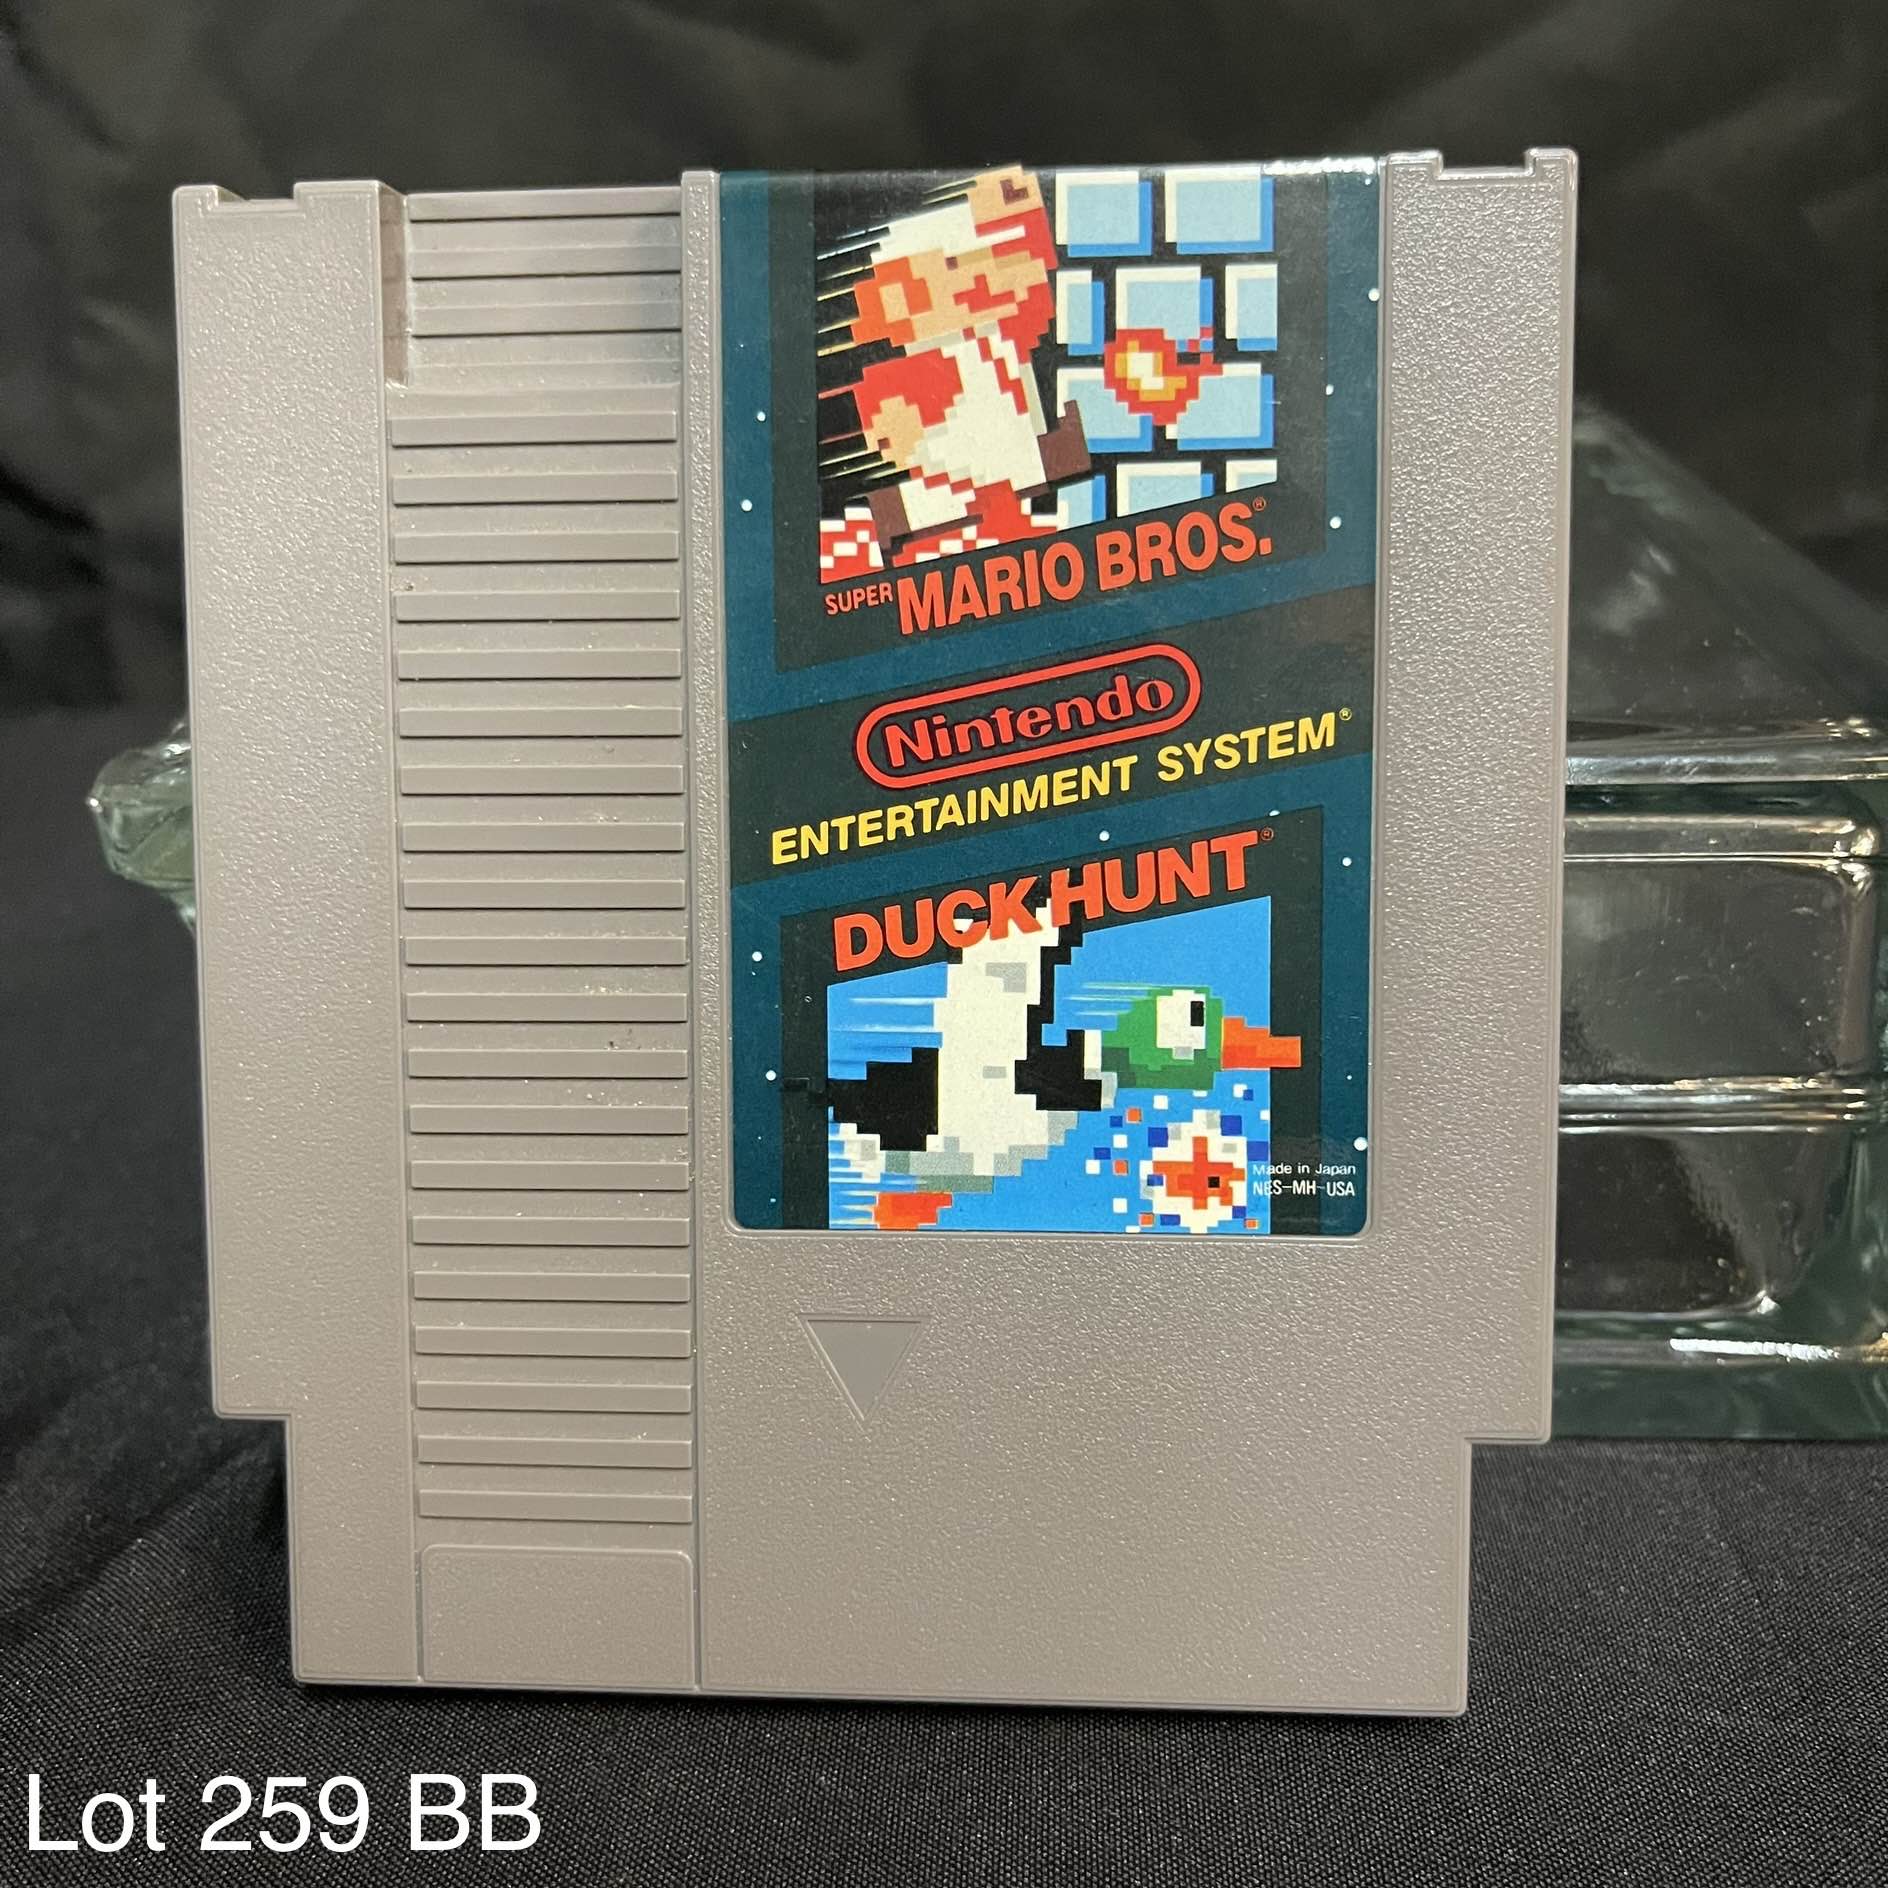 SUPER MARIO BROS.®
Nintendo
ENTERTAINMENT SYSTEM®
DUCK HUNT®
Made in Japan
NES-MH-USA
Lot 259 BB